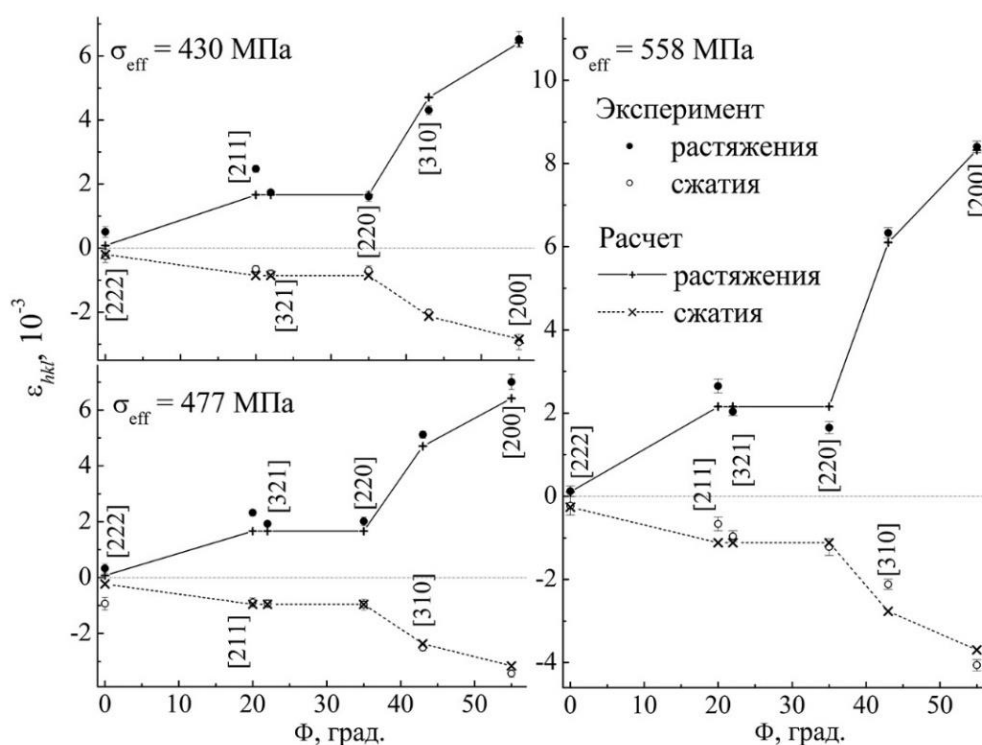 σeff = 430 МПа
6
4
2
0
-2
[222]
[211]
[321]
[220]
[310]
[200]
εhkl, 10⁻³
σeff = 477 МПа
6
4
2
0
-2
[222]
[211]
[321]
[220]
[310]
[200]
0 10 20 30 40 50
Φ, град.
σeff = 558 МПа
Эксперимент
растяжения
сжатия
Расчет
растяжения
сжатия
10
8
6
4
2
0
-2
-4
[222]
[211]
[321]
[220]
[310]
[200]
0 10 20 30 40 50
Φ, град.